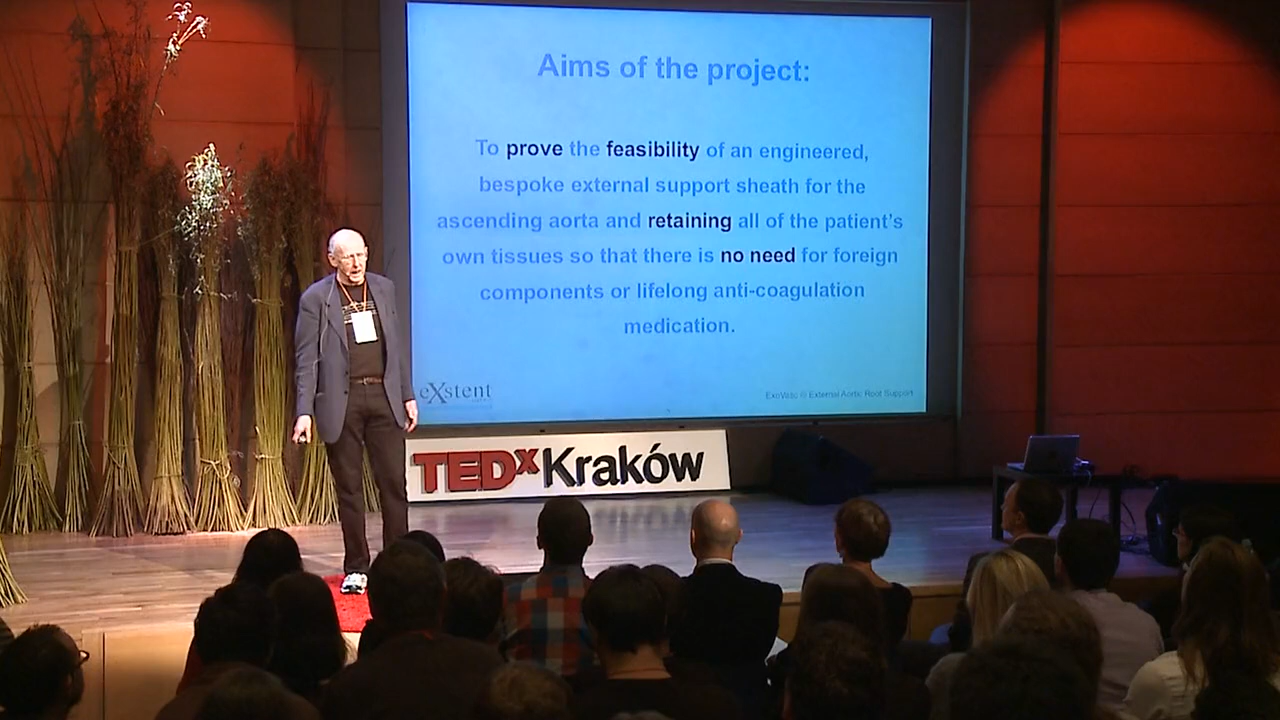 Aims of the project:
To prove the feasibility of an engineered,
bespoke external support sheath for the
ascending aorta and retaining all of the patient's
own tissues so that there is no need for foreign
components or lifelong anti-coagulation
medication.
eXstent
ExoVasc © External Aortic Root Support
TEDxKraków